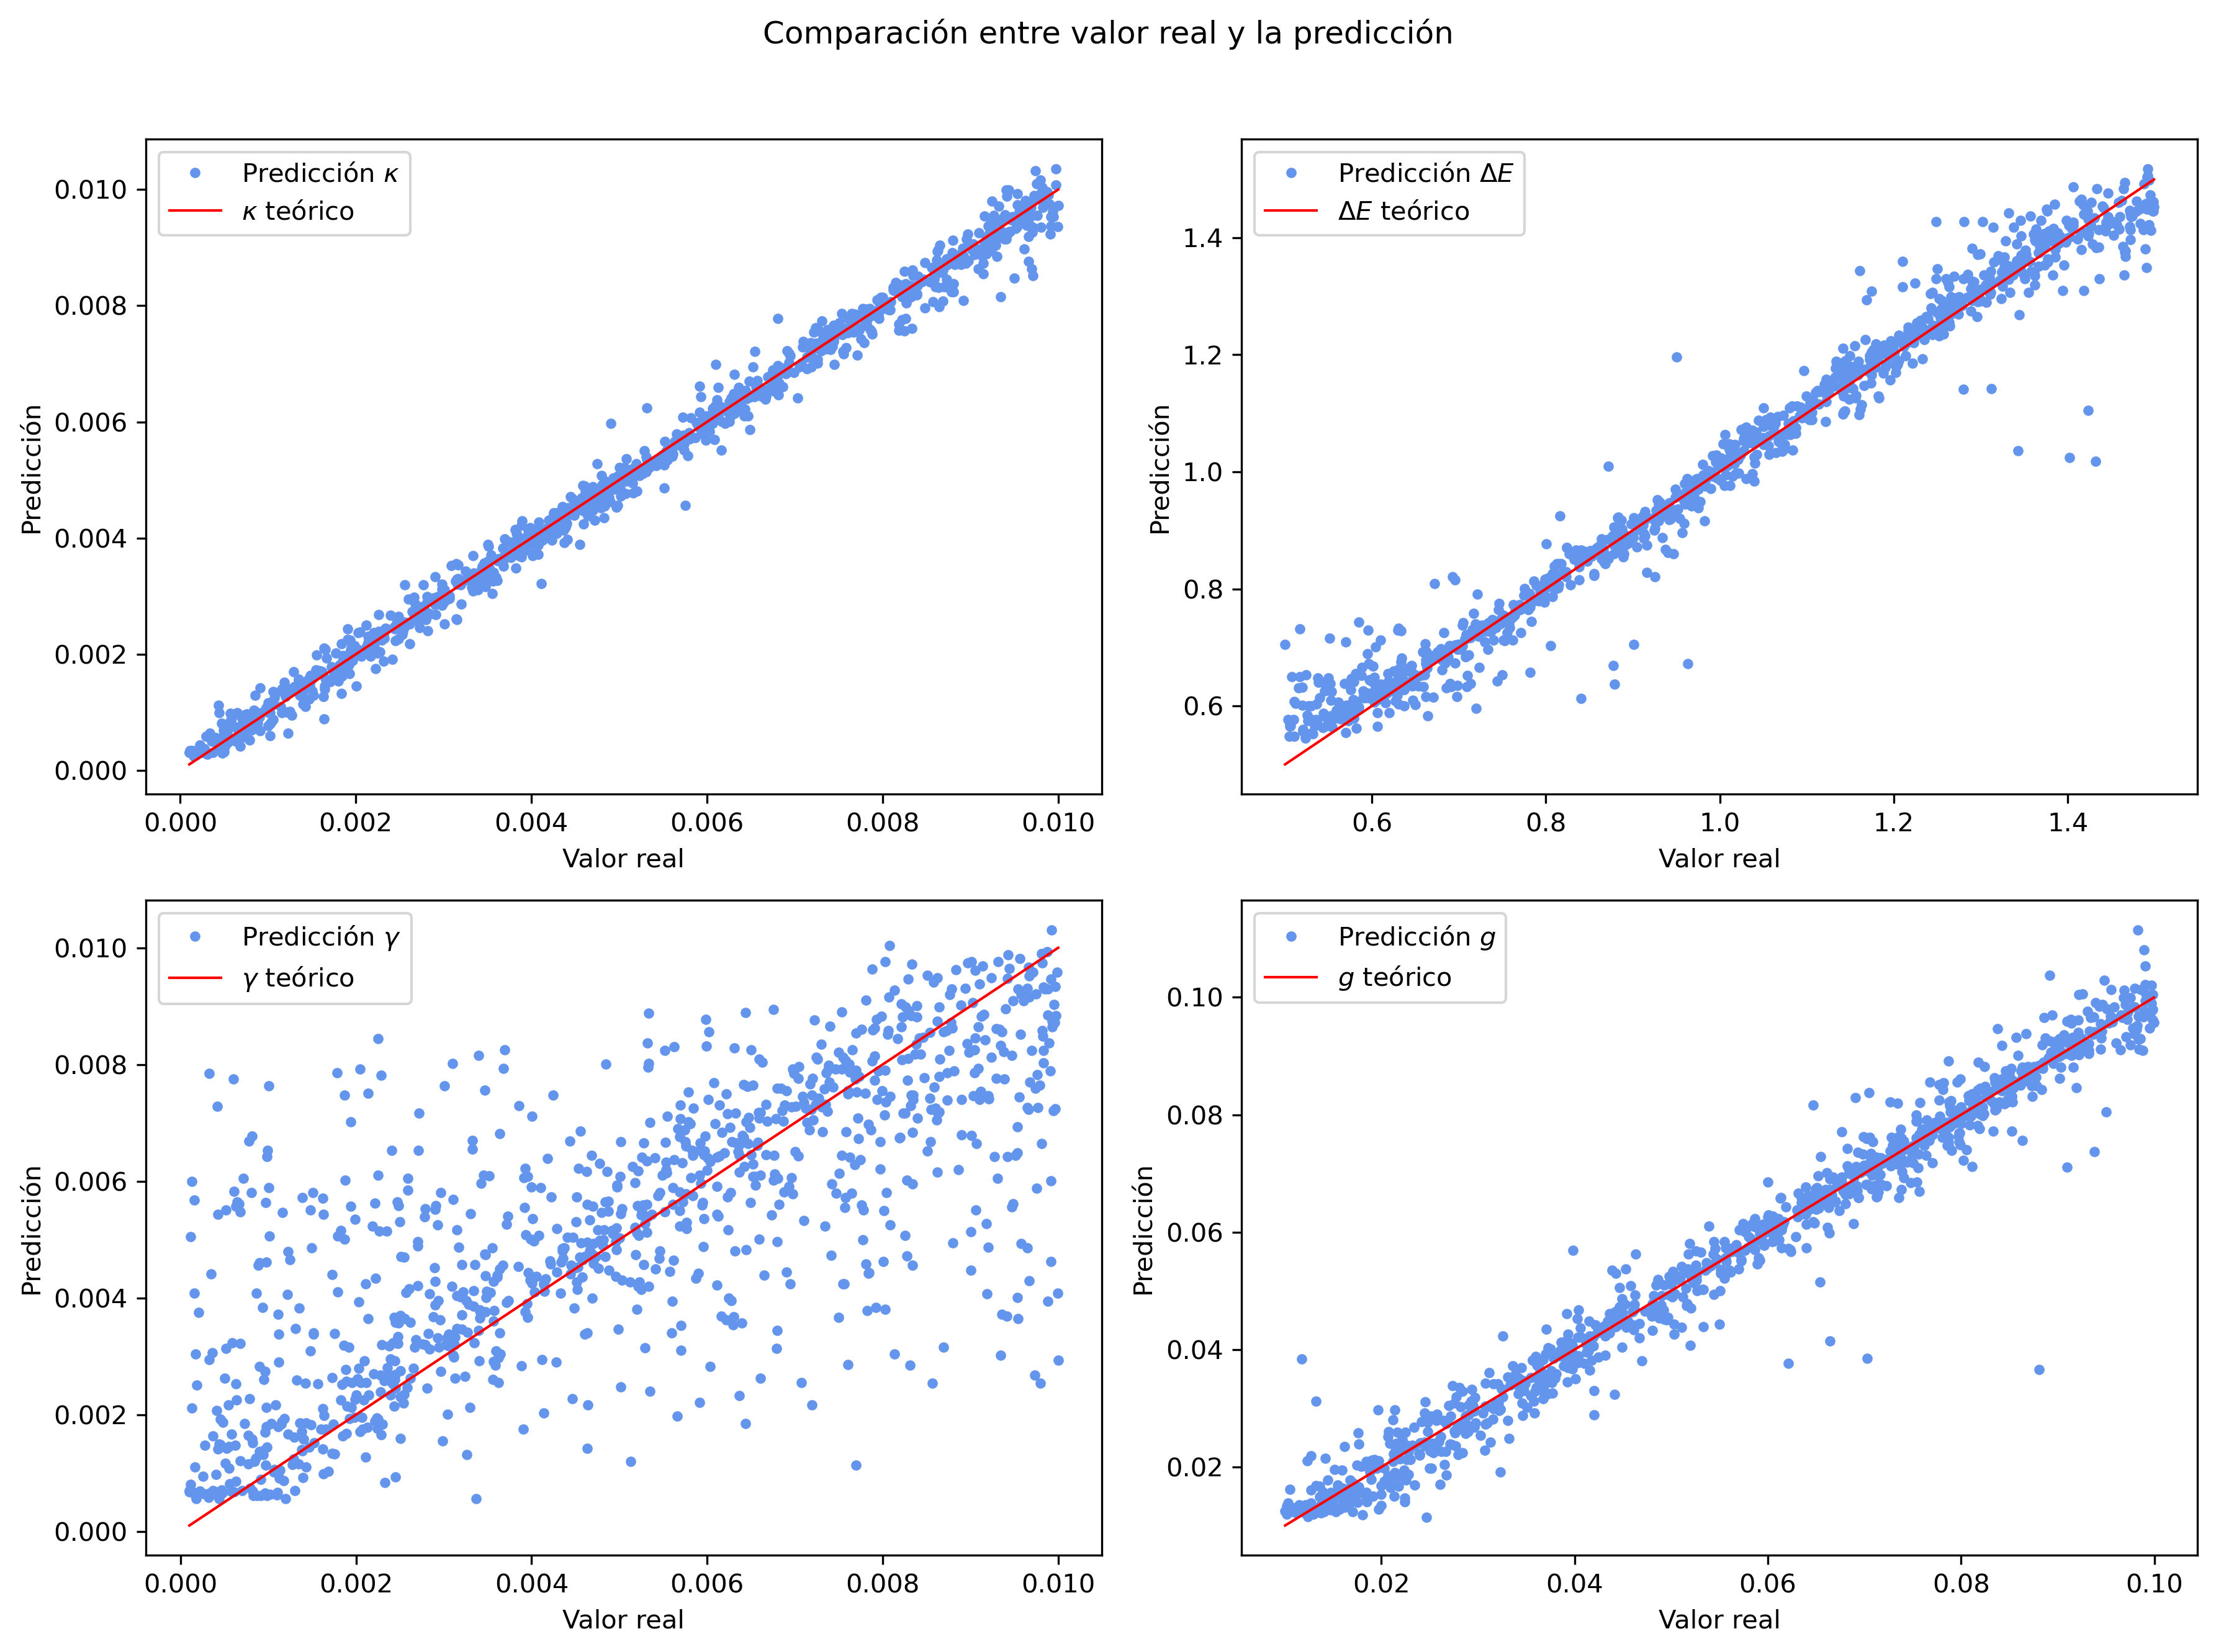 Comparación entre valor real y la predicción
Predicción κ
κ teórico
0.010
0.008
0.006
0.004
0.002
0.000
Predicción
0.000 0.002 0.004 0.006 0.008 0.010
Valor real
Predicción ΔE
ΔE teórico
1.4
1.2
1.0
0.8
0.6
Predicción
0.6 0.8 1.0 1.2 1.4
Valor real
Predicción γ
γ teórico
0.010
0.008
0.006
0.004
0.002
0.000
Predicción
0.000 0.002 0.004 0.006 0.008 0.010
Valor real
Predicción g
g teórico
0.10
0.08
0.06
0.04
0.02
Predicción
0.02 0.04 0.06 0.08 0.10
Valor real